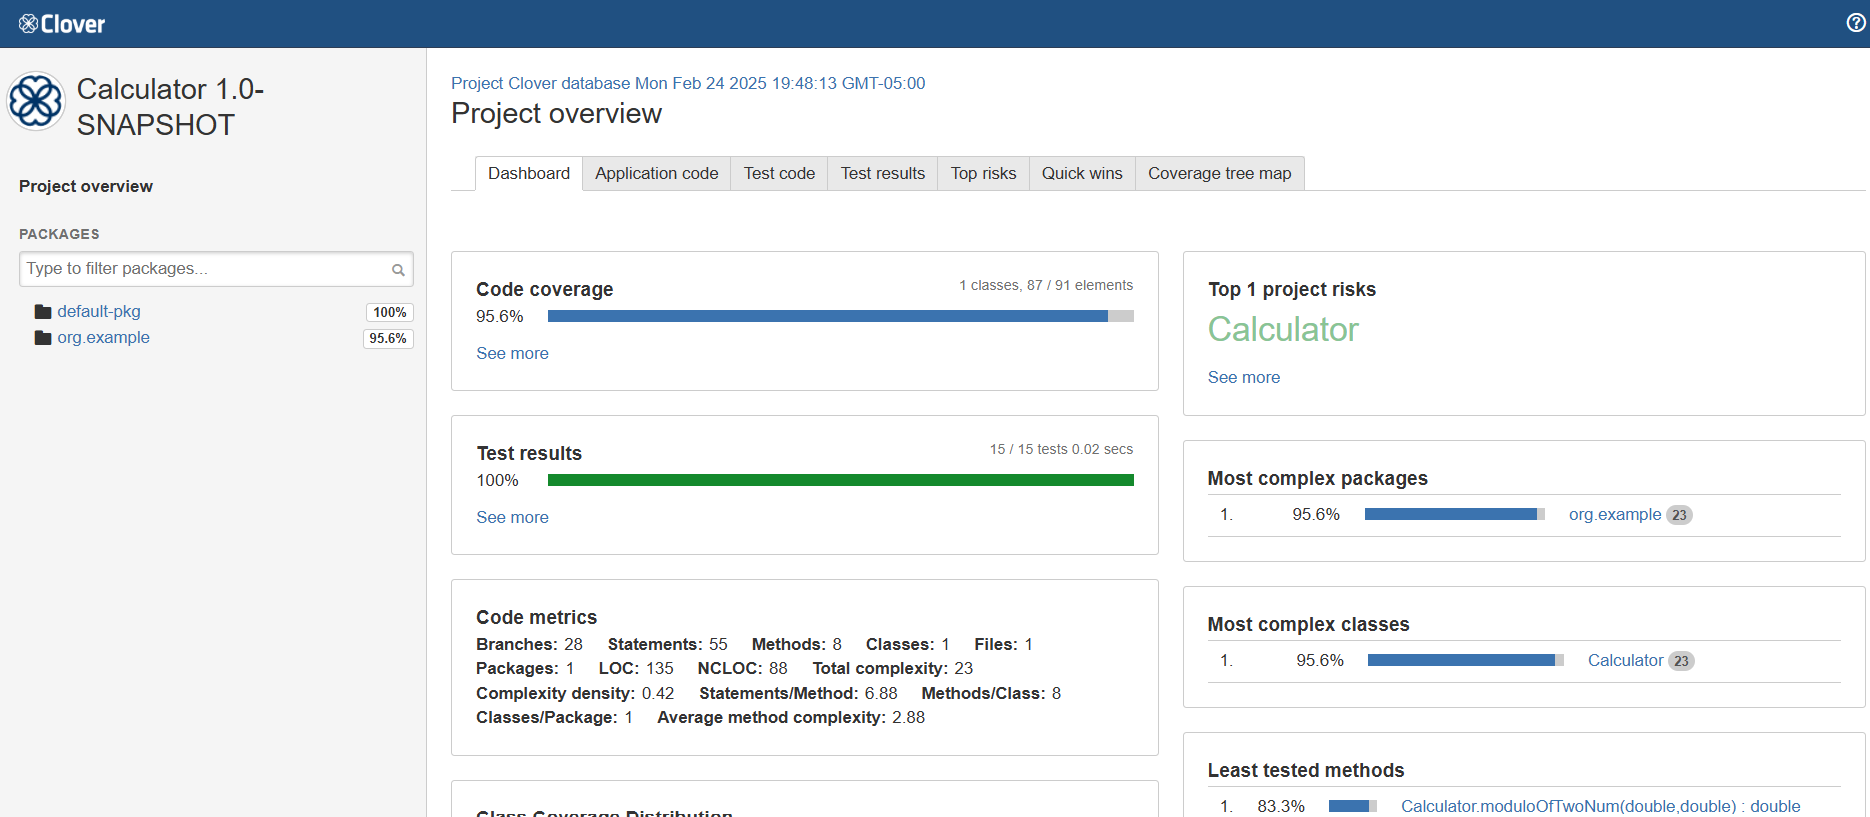 Clover
Calculator 1.0-
SNAPSHOT
Project overview
PACKAGES
Type to filter packages...
default-pkg 100%
org.example 95.6%
Project Clover database Mon Feb 24 2025 19:48:13 GMT-05:00
Project overview
Dashboard Application code Test code Test results Top risks Quick wins Coverage tree map
Code coverage 1 classes, 87 / 91 elements
95.6%
See more
Test results 15 / 15 tests 0.02 secs
100%
See more
Code metrics
Branches: 28 Statements: 55 Methods: 8 Classes: 1 Files: 1
Packages: 1 LOC: 135 NCLOC: 88 Total complexity: 23
Complexity density: 0.42 Statements/Method: 6.88 Methods/Class: 8
Classes/Package: 1 Average method complexity: 2.88
Class Coverage Distribution
Top 1 project risks
Calculator
See more
Most complex packages
1. 95.6% org.example 23
Most complex classes
1. 95.6% Calculator 23
Least tested methods
1. 83.3% Calculator.moduloOfTwoNum(double,double) : double